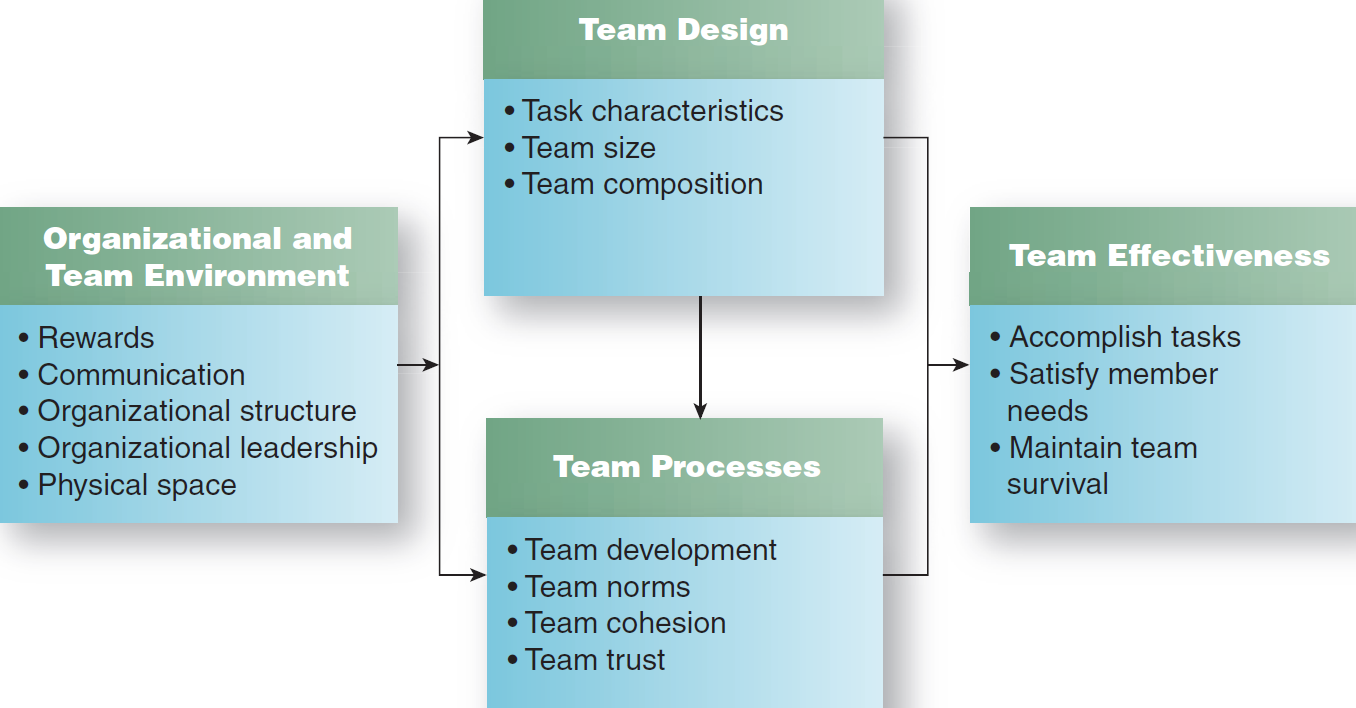 Team Design
• Task characteristics
• Team size
• Team composition
Organizational and
Team Environment
• Rewards
• Communication
• Organizational structure
• Organizational leadership
• Physical space
Team Processes
• Team development
• Team norms
• Team cohesion
• Team trust
Team Effectiveness
• Accomplish tasks
• Satisfy member
needs
• Maintain team
survival